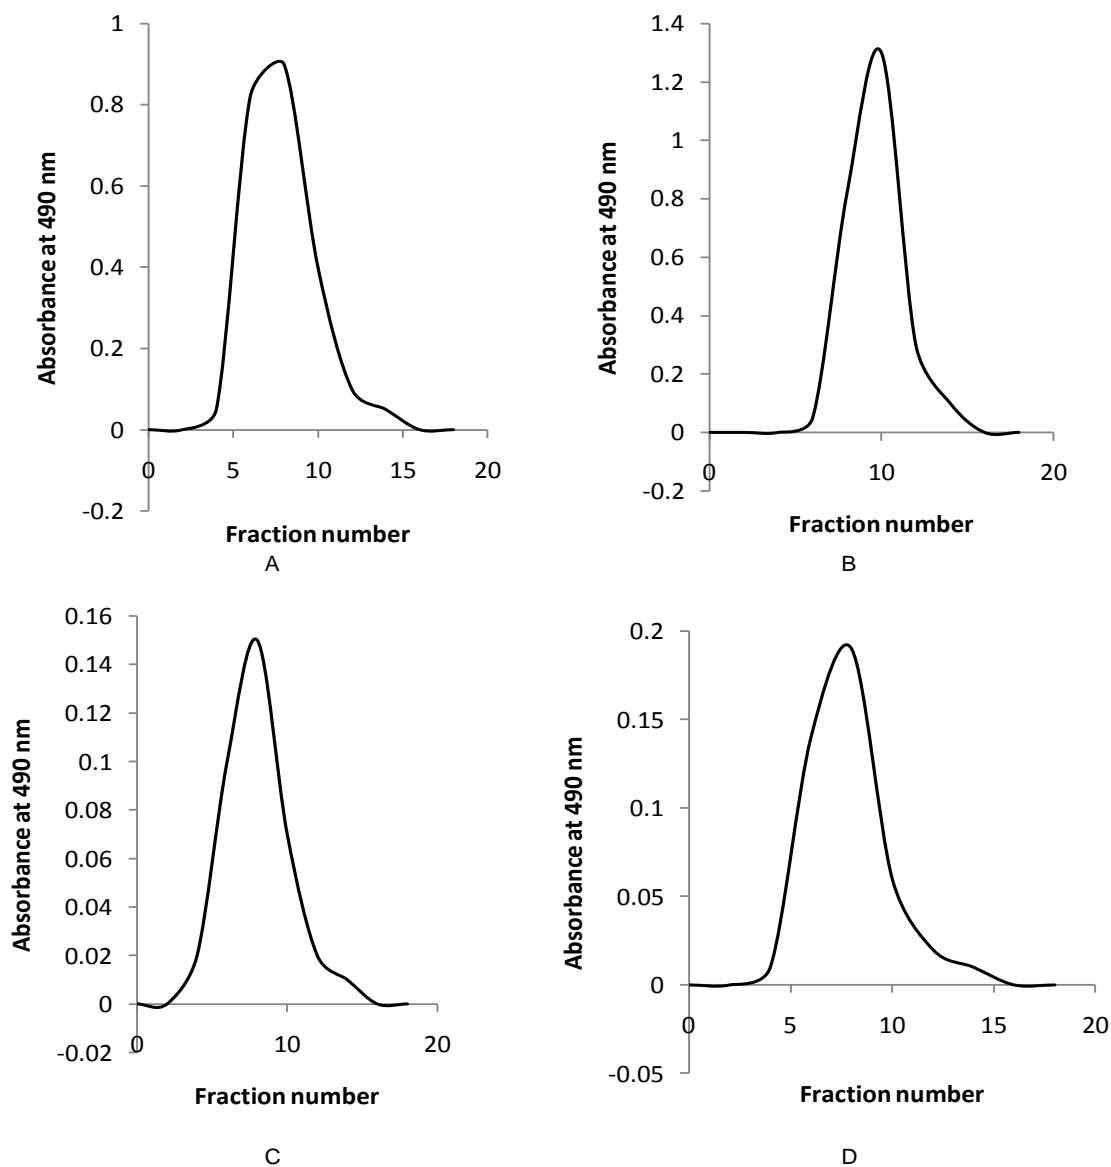 1
0.8
0.6
0.4
0.2
0
-0.2
0 5 10 15 20
Absorbance at 490 nm
Fraction number
A
1.4
1.2
1
0.8
0.6
0.4
0.2
0
-0.2
0 10 20
Absorbance at 490 nm
Fraction number
B
0.16
0.14
0.12
0.1
0.08
0.06
0.04
0.02
0
-0.02
0 10 20
Absorbance at 490 nm
Fraction number
C
0.2
0.15
0.1
0.05
0
-0.05
0 5 10 15 20
Absorbance at 490 nm
Fraction number
D